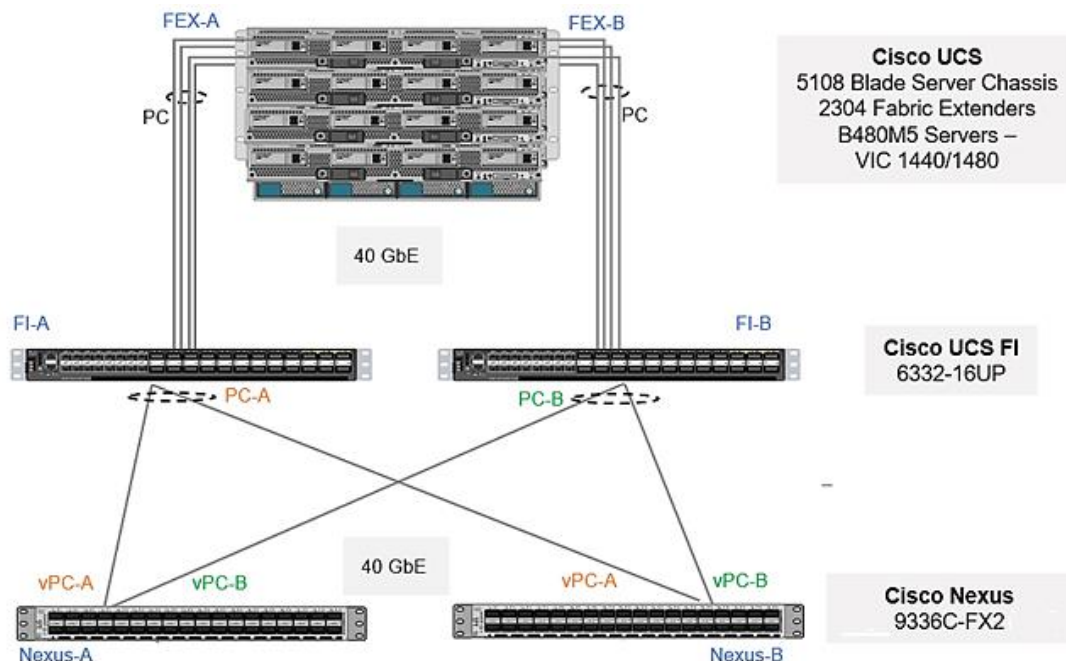 FEX-A
FEX-B
Cisco UCS
5108 Blade Server Chassis
2304 Fabric Extenders
B480M5 Servers –
VIC 1440/1480
PC
PC
40 GbE
FI-A
FI-B
Cisco UCS FI
6332-16UP
PC-A
PC-B
40 GbE
vPC-A
vPC-B
vPC-A
vPC-B
Cisco Nexus
9336C-FX2
Nexus-A
Nexus-B